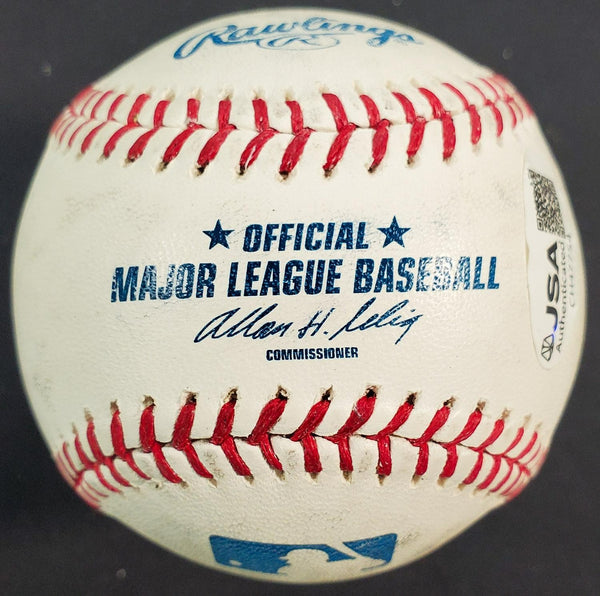 Rawlings
OFFICIAL
MAJOR LEAGUE BASEBALL
Allan H. Selig
COMMISSIONER
JSA
Authenticated